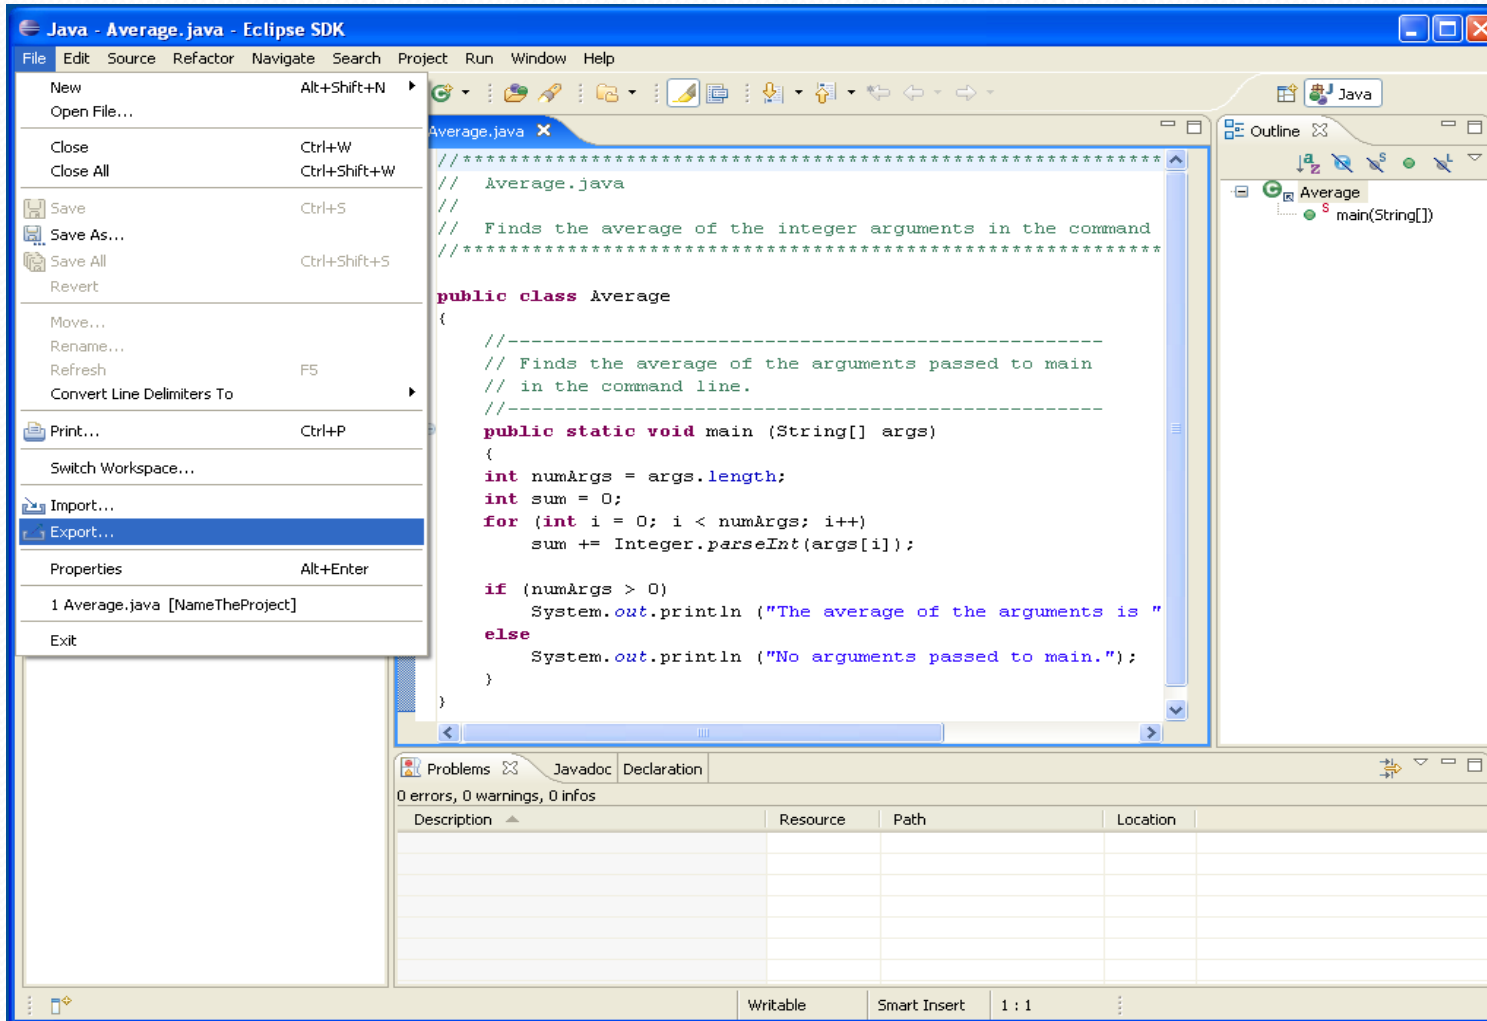 Java - Average.java - Eclipse SDK
File Edit Source Refactor Navigate Search Project Run Window Help
New Alt+Shift+N
Open File...
Close Ctrl+W
Close All Ctrl+Shift+W
Save Ctrl+S
Save As...
Save All Ctrl+Shift+S
Revert
Move...
Rename...
Refresh F5
Convert Line Delimiters To
Print... Ctrl+P
Switch Workspace...
Import...
Export...
Properties Alt+Enter
1 Average.java [NameTheProject]
Exit
Java
Average.java
//************************************************************
// Average.java
//
// Finds the average of the integer arguments in the command
//************************************************************
public class Average
{
//---------------------------------------------------
// Finds the average of the arguments passed to main
// in the command line.
//---------------------------------------------------
public static void main (String[] args)
{
int numArgs = args.length;
int sum = 0;
for (int i = 0; i < numArgs; i++)
sum += Integer.parseInt(args[i]);
if (numArgs > 0)
System.out.println ("The average of the arguments is "
else
System.out.println ("No arguments passed to main.");
}
}
Outline
Average
main(String[])
Problems Javadoc Declaration
0 errors, 0 warnings, 0 infos
Description Resource Path Location
Writable Smart Insert 1 : 1